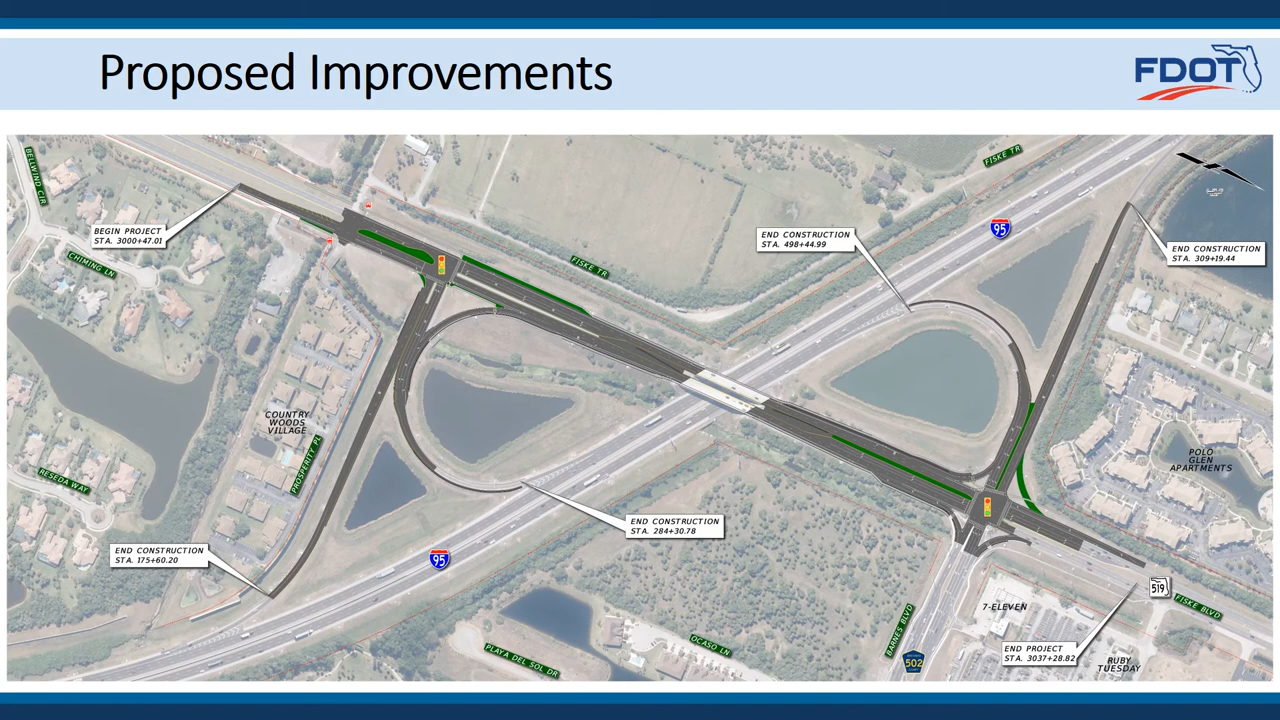 Proposed Improvements
FDOT
BELLWIND CIR
FISKE TR
BEGIN PROJECT
STA. 3000+47.01
END CONSTRUCTION
STA. 498+44.99
95
END CONSTRUCTION
STA. 309+19.44
CHIMING LN
FISKE TR
COUNTRY
WOODS
VILLAGE
PROSPERITY PL
POLO
GLEN
APARTMENTS
RESEDA WAY
END CONSTRUCTION
STA. 284+30.78
END CONSTRUCTION
STA. 175+60.20
95
519
FISKE BLVD
7-ELEVEN
BARNES BLVD
OCASO LN
PLAYA DEL SOL DR
502
END PROJECT
STA. 3037+28.82
RUBY
TUESDAY